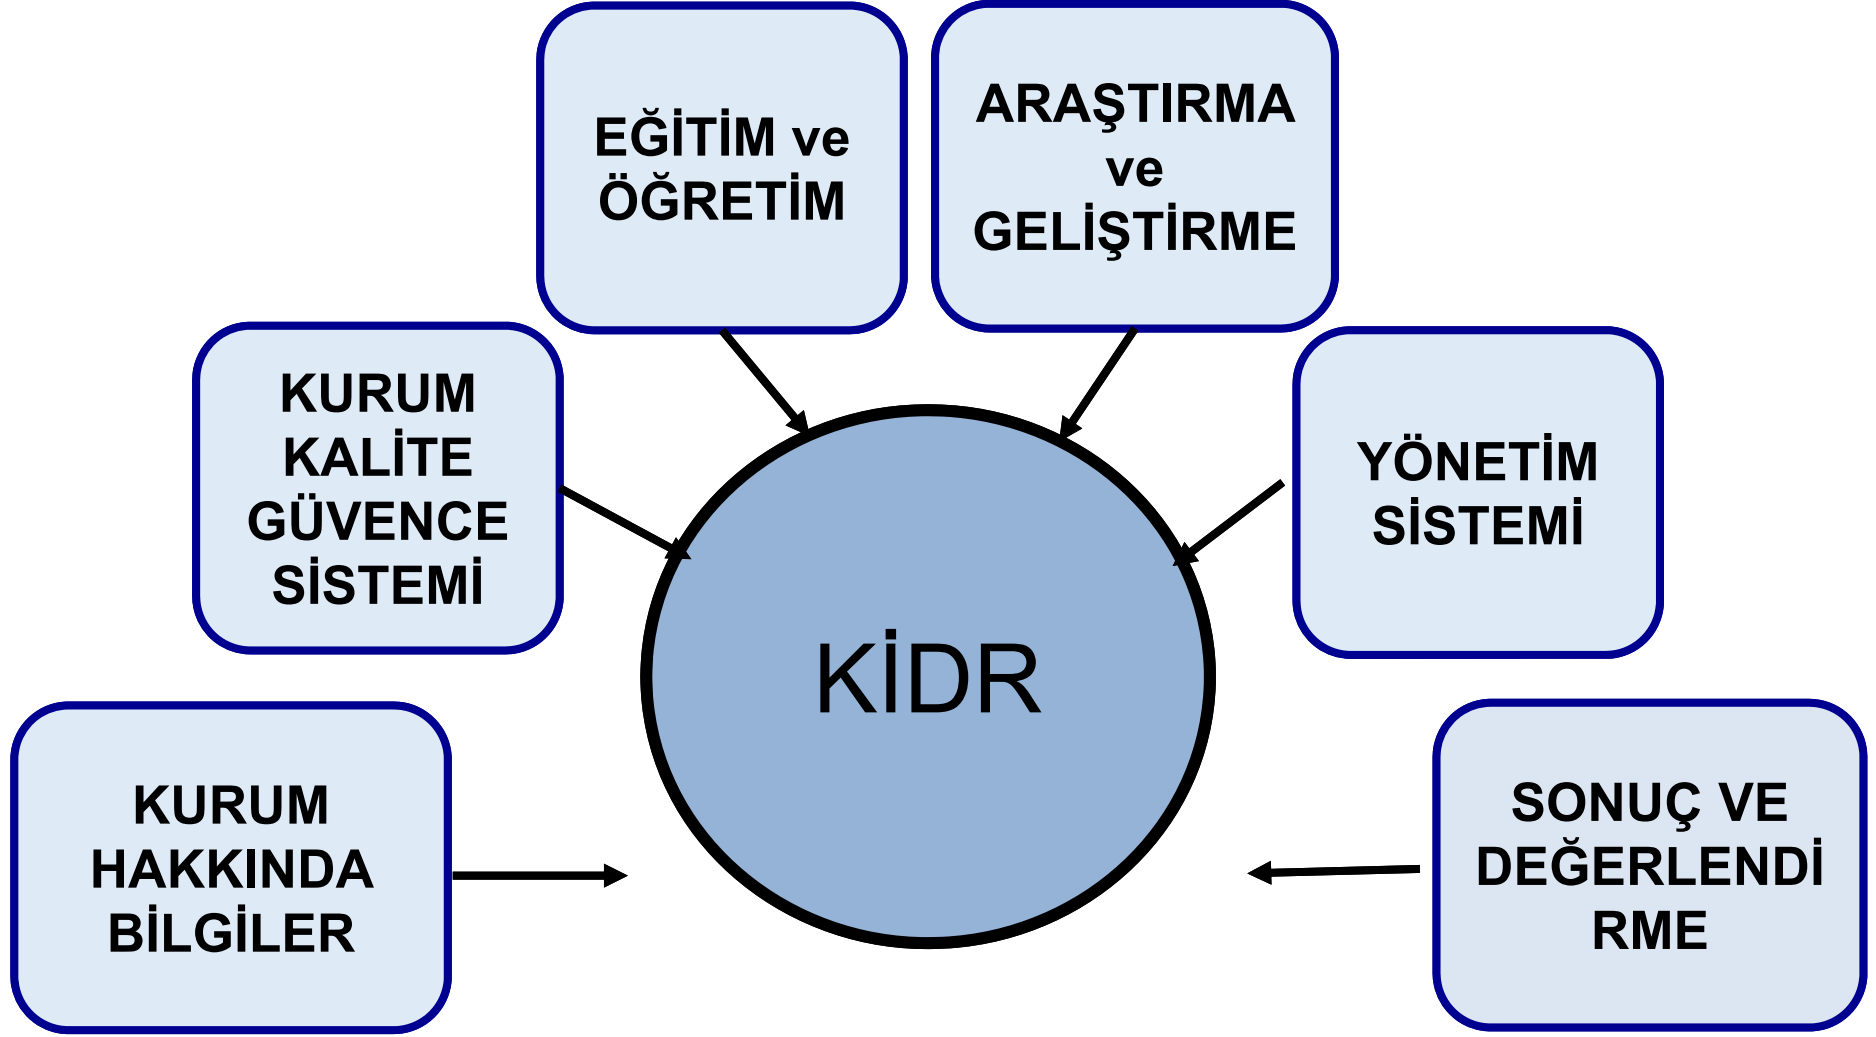 EĞİTİM ve
ÖĞRETİM
ARAŞTIRMA
ve
GELİŞTİRME
KURUM
KALİTE
GÜVENCE
SİSTEMİ
YÖNETİM
SİSTEMİ
KİDR
KURUM
HAKKINDA
BİLGİLER
SONUÇ VE
DEĞERLENDİ
RME